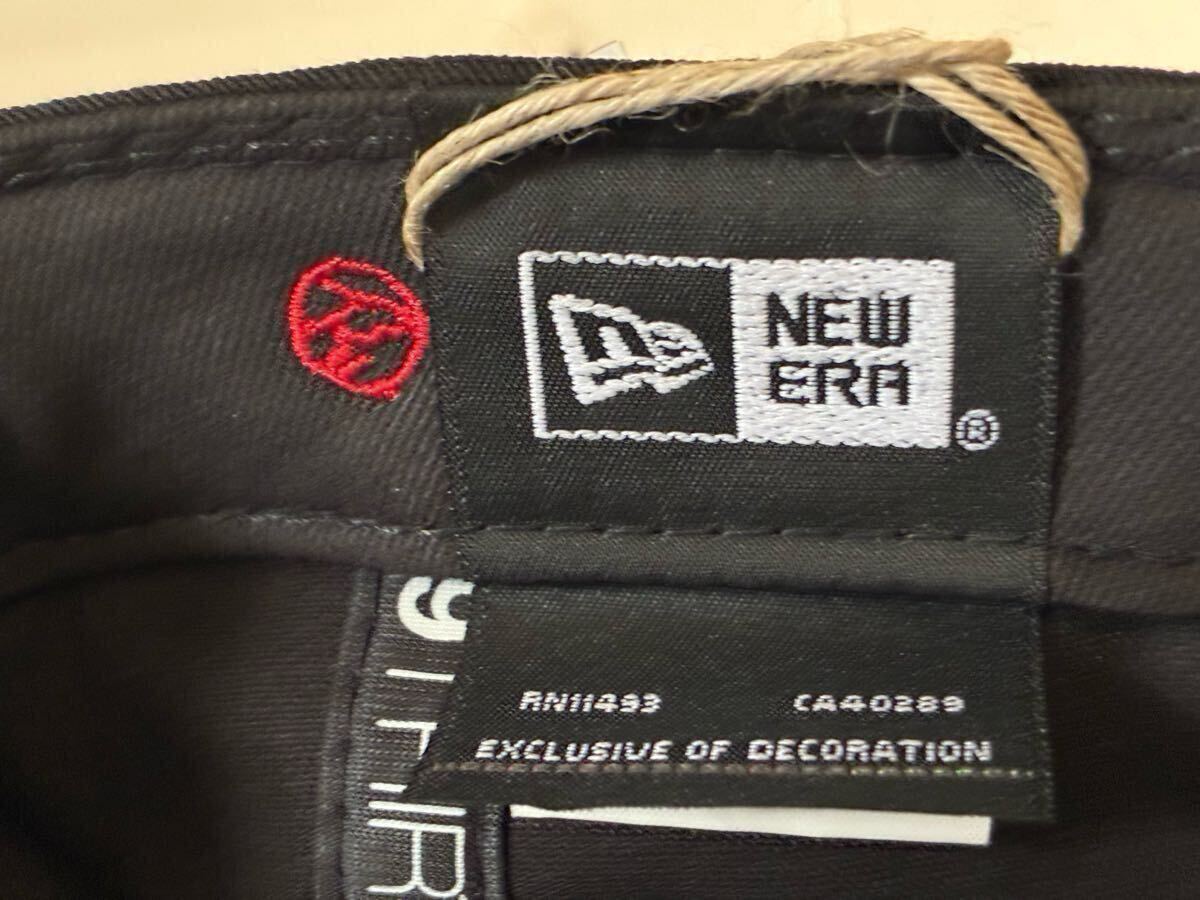 NEW
ERA
®
RN11493
CA40289
EXCLUSIVE OF DECORATION